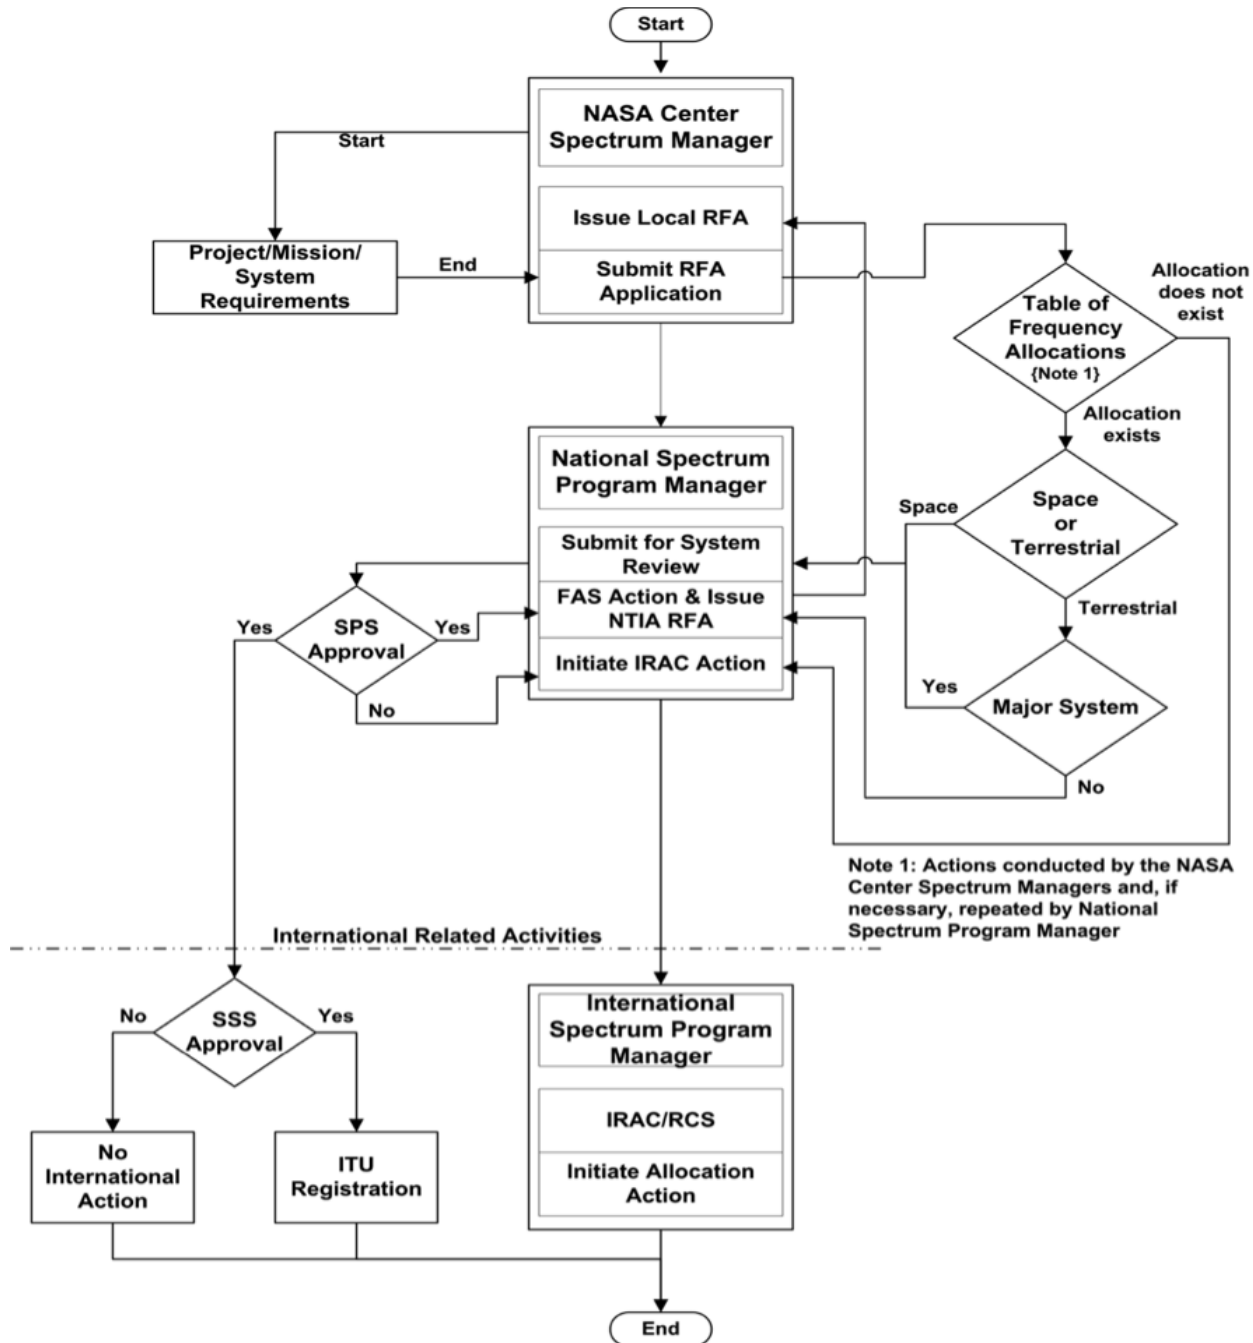 Start
NASA Center
Spectrum Manager
Start
Issue Local RFA
Project/Mission/
System
Requirements
End
Submit RFA
Application
Allocation
does not
exist
Table of
Frequency
Allocations
{Note 1}
Allocation
exists
National Spectrum
Program Manager
Space
Space
or
Terrestrial
Submit for System
Review
FAS Action & Issue
NTIA RFA
Terrestrial
Yes
SPS
Approval
Yes
Initiate IRAC Action
No
Yes
Major System
No
Note 1: Actions conducted by the NASA
Center Spectrum Managers and, if
necessary, repeated by National
Spectrum Program Manager
International Related Activities
No
SSS
Approval
Yes
International
Spectrum Program
Manager
IRAC/RCS
No
International
Action
ITU
Registration
Initiate Allocation
Action
End